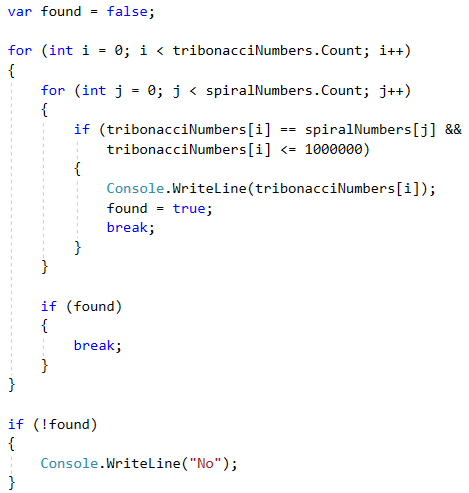 var found = false;
for (int i = 0; i < tribonacciNumbers.Count; i++)
{
for (int j = 0; j < spiralNumbers.Count; j++)
{
if (tribonacciNumbers[i] == spiralNumbers[j] &&
tribonacciNumbers[i] <= 1000000)
{
Console.WriteLine(tribonacciNumbers[i]);
found = true;
break;
}
}
if (found)
{
break;
}
}
if (!found)
{
Console.WriteLine("No");
}